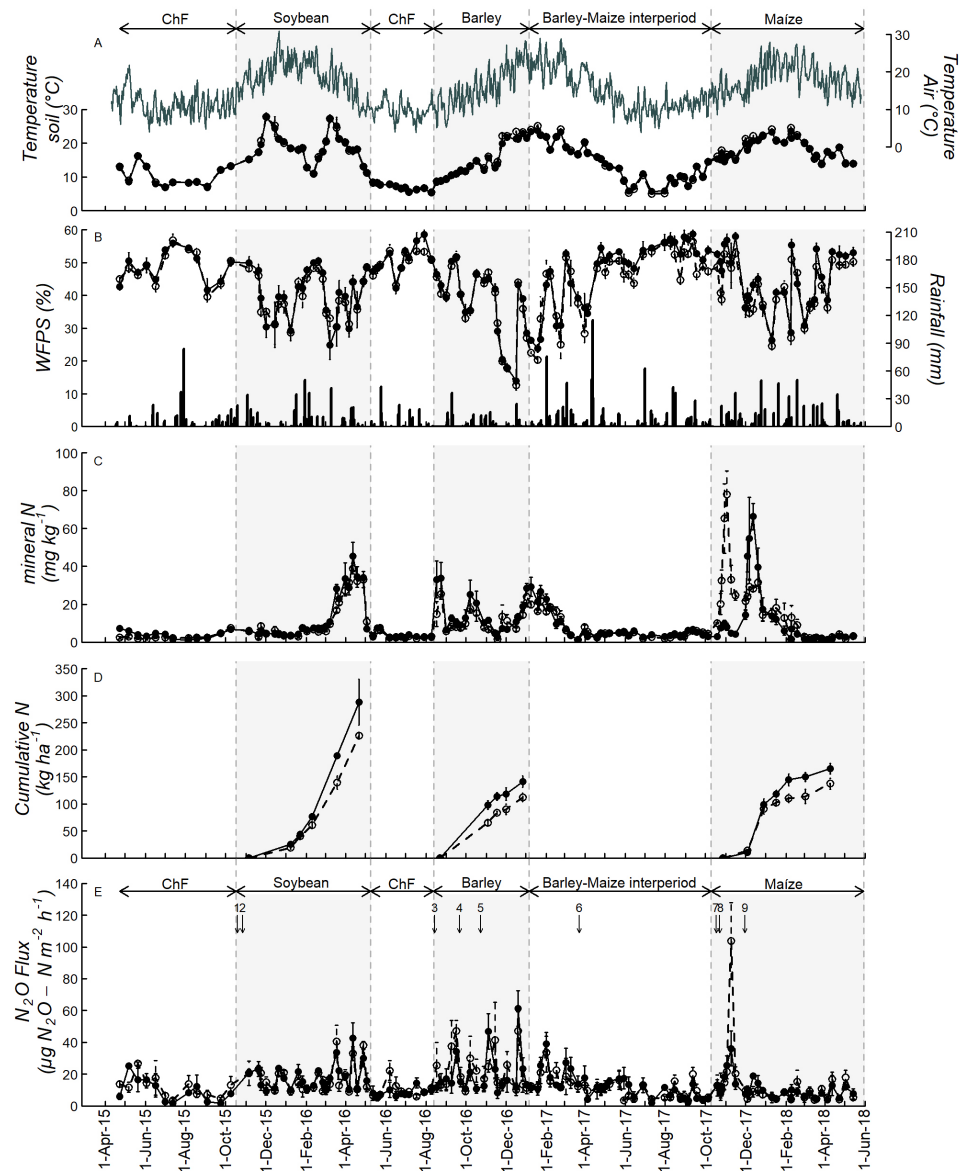 ChF Soybean ChF Barley Barley-Maize interperiod Maíze
A
Temperature
soil (°C)
30
20
10
0
30
20
10
0
Temperature
Air (°C)
B
WFPS (%)
60
50
40
30
20
10
0
210
180
150
120
90
60
30
0
Rainfall (mm)
C
mineral N
(mg kg⁻¹)
100
80
60
40
20
0
D
Cumulative N
(kg ha⁻¹)
350
300
250
200
150
100
50
0
ChF Soybean ChF Barley Barley-Maize interperiod Maíze
E
N₂O Flux
(µg N₂O − N m⁻² h⁻¹)
140
120
100
80
60
40
20
0
12 3 4 5 6 78 9
1-Apr-15
1-Jun-15
1-Aug-15
1-Oct-15
1-Dec-15
1-Feb-16
1-Apr-16
1-Jun-16
1-Aug-16
1-Oct-16
1-Dec-16
1-Feb-17
1-Apr-17
1-Jun-17
1-Aug-17
1-Oct-17
1-Dec-17
1-Feb-18
1-Apr-18
1-Jun-18